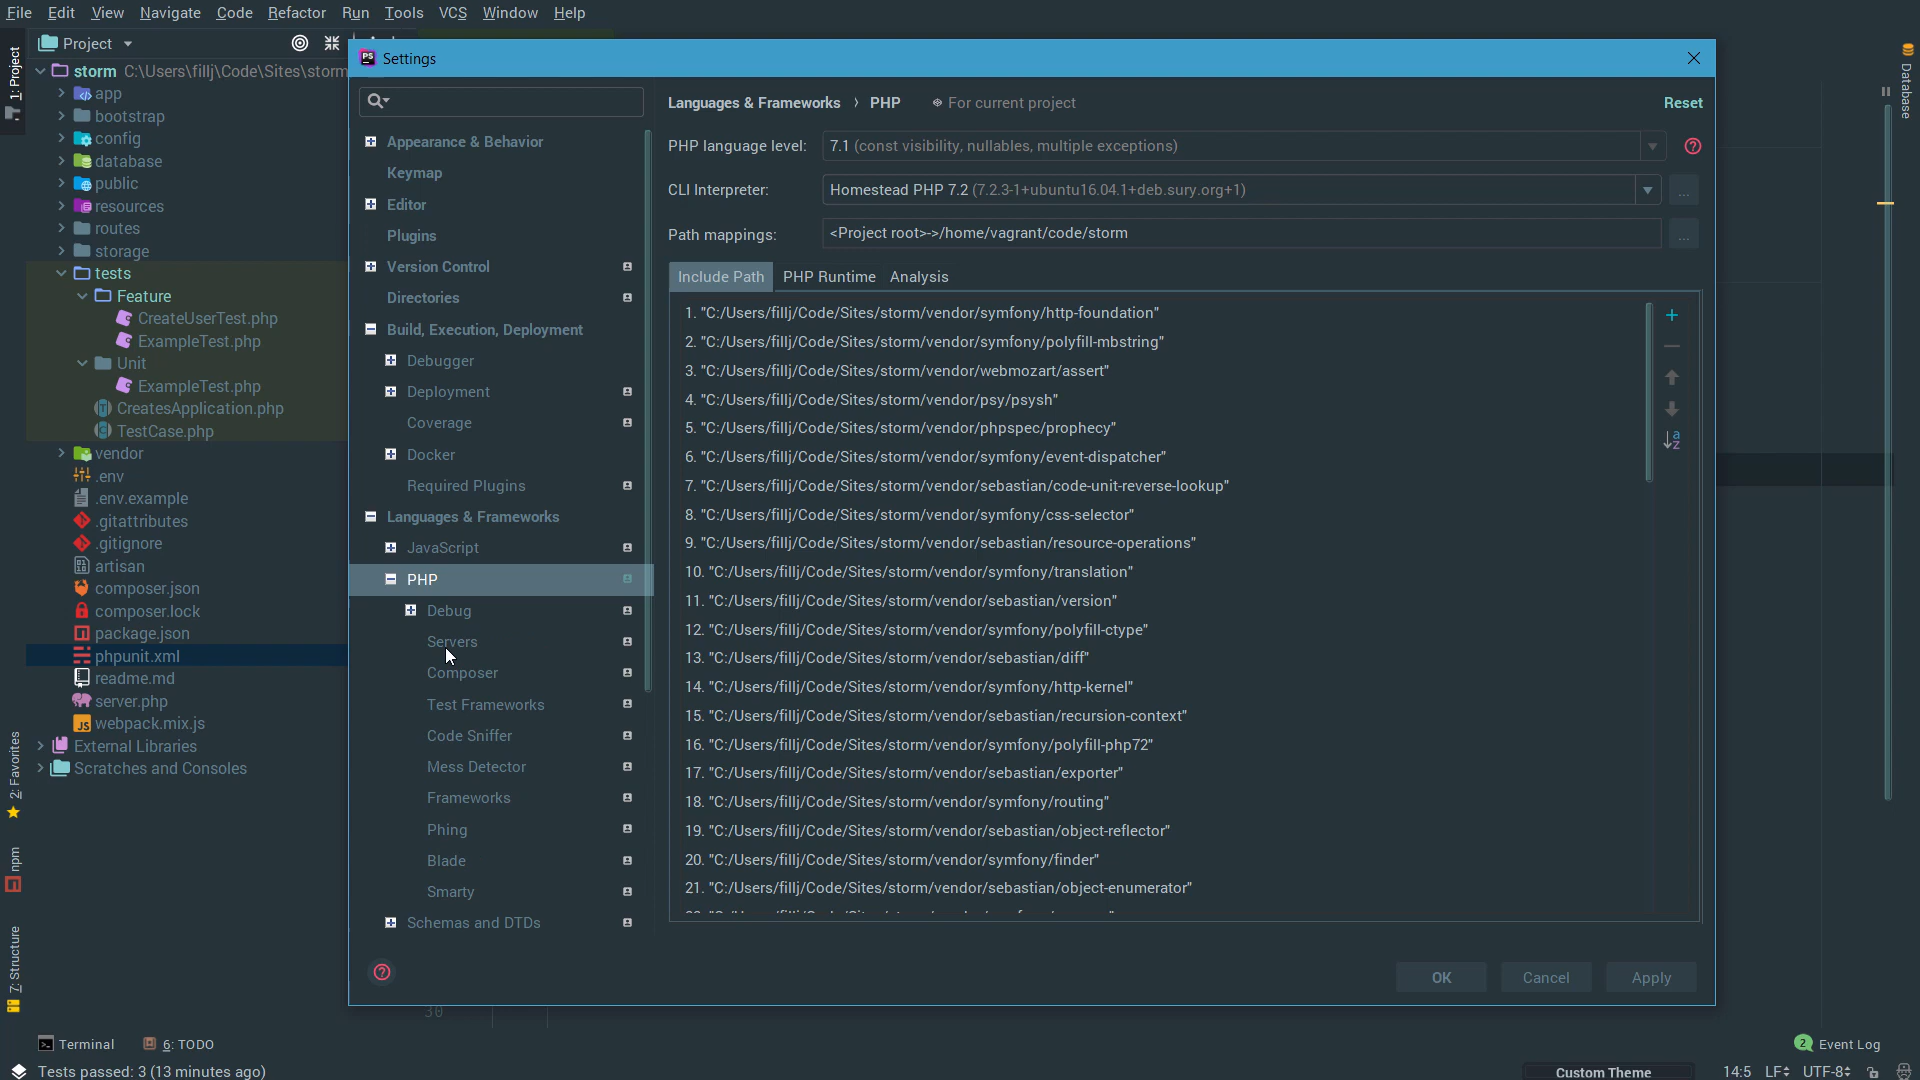 File Edit View Navigate Code Refactor Run Tools VCS Window Help
Project
1: Project
storm C:\Users\fillj\Code\Sites\storm
app
bootstrap
config
database
public
resources
routes
storage
tests
Feature
CreateUserTest.php
ExampleTest.php
Unit
ExampleTest.php
CreatesApplication.php
TestCase.php
vendor
.env
.env.example
.gitattributes
.gitignore
artisan
composer.json
composer.lock
package.json
phpunit.xml
readme.md
server.php
webpack.mix.js
External Libraries
Scratches and Consoles
2: Favorites
npm
7: Structure
PS Settings
Appearance & Behavior
Keymap
Editor
Plugins
Version Control
Directories
Build, Execution, Deployment
Debugger
Deployment
Coverage
Docker
Required Plugins
Languages & Frameworks
JavaScript
PHP
Debug
Servers
Composer
Test Frameworks
Code Sniffer
Mess Detector
Frameworks
Phing
Blade
Smarty
Schemas and DTDs
Languages & Frameworks › PHP For current project Reset
PHP language level: 7.1 (const visibility, nullables, multiple exceptions)
CLI Interpreter: Homestead PHP 7.2 (7.2.3-1+ubuntu16.04.1+deb.sury.org+1) ...
Path mappings: <Project root>->/home/vagrant/code/storm ...
Include Path PHP Runtime Analysis
1. "C:/Users/fillj/Code/Sites/storm/vendor/symfony/http-foundation"
2. "C:/Users/fillj/Code/Sites/storm/vendor/symfony/polyfill-mbstring"
3. "C:/Users/fillj/Code/Sites/storm/vendor/webmozart/assert"
4. "C:/Users/fillj/Code/Sites/storm/vendor/psy/psysh"
5. "C:/Users/fillj/Code/Sites/storm/vendor/phpspec/prophecy"
6. "C:/Users/fillj/Code/Sites/storm/vendor/symfony/event-dispatcher"
7. "C:/Users/fillj/Code/Sites/storm/vendor/sebastian/code-unit-reverse-lookup"
8. "C:/Users/fillj/Code/Sites/storm/vendor/symfony/css-selector"
9. "C:/Users/fillj/Code/Sites/storm/vendor/sebastian/resource-operations"
10. "C:/Users/fillj/Code/Sites/storm/vendor/symfony/translation"
11. "C:/Users/fillj/Code/Sites/storm/vendor/sebastian/version"
12. "C:/Users/fillj/Code/Sites/storm/vendor/symfony/polyfill-ctype"
13. "C:/Users/fillj/Code/Sites/storm/vendor/sebastian/diff"
14. "C:/Users/fillj/Code/Sites/storm/vendor/symfony/http-kernel"
15. "C:/Users/fillj/Code/Sites/storm/vendor/sebastian/recursion-context"
16. "C:/Users/fillj/Code/Sites/storm/vendor/symfony/polyfill-php72"
17. "C:/Users/fillj/Code/Sites/storm/vendor/sebastian/exporter"
18. "C:/Users/fillj/Code/Sites/storm/vendor/symfony/routing"
19. "C:/Users/fillj/Code/Sites/storm/vendor/sebastian/object-reflector"
20. "C:/Users/fillj/Code/Sites/storm/vendor/symfony/finder"
21. "C:/Users/fillj/Code/Sites/storm/vendor/sebastian/object-enumerator"
OK Cancel Apply
30
Database
Terminal 6: TODO 2 Event Log
Tests passed: 3 (13 minutes ago) Custom Theme 14:5 LF UTF-8